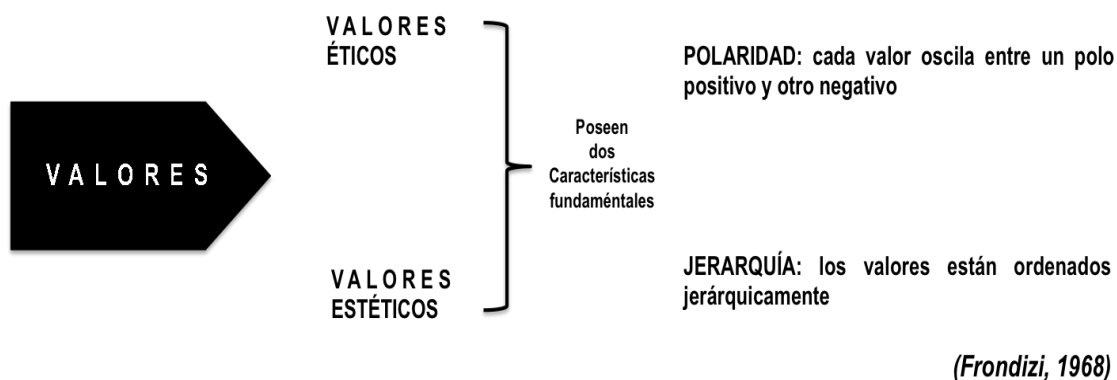 VALORES
VALORES
ÉTICOS
VALORES
ESTÉTICOS
Poseen
dos
Características
fundaméntales
POLARIDAD: cada valor oscila entre un polo
positivo y otro negativo
JERARQUÍA: los valores están ordenados
jerárquicamente
(Frondizi, 1968)